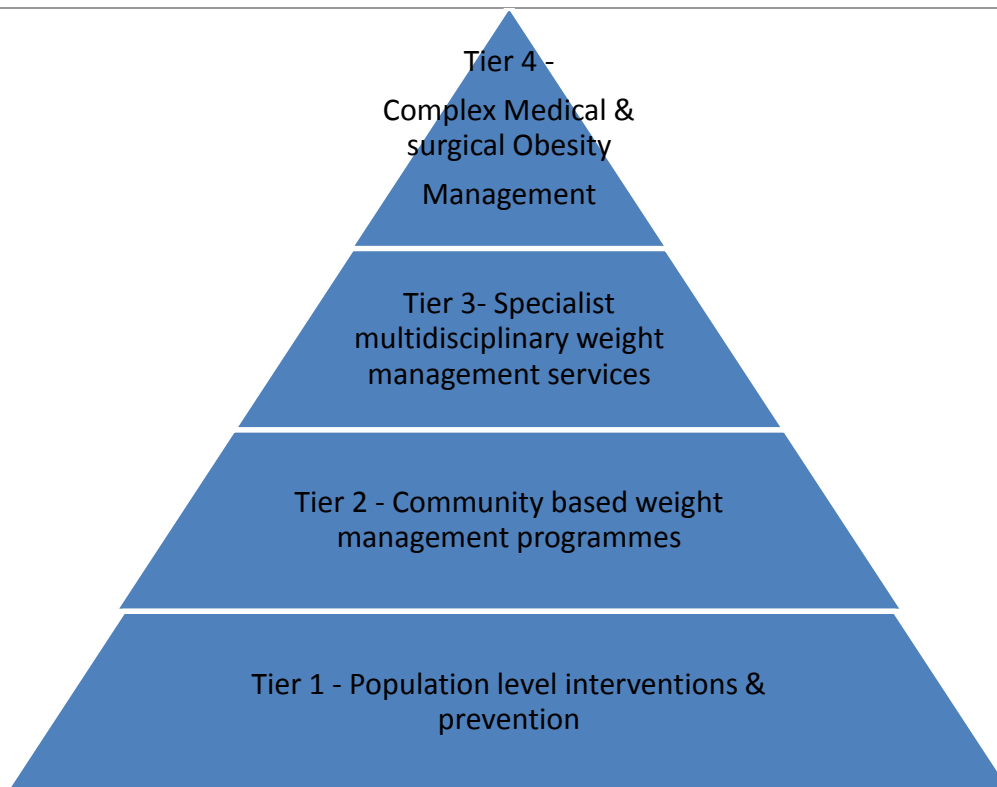 Tier 4 -
Complex Medical &
surgical Obesity
Management
Tier 3- Specialist
multidisciplinary weight
management services
Tier 2 - Community based weight
management programmes
Tier 1 - Population level interventions &
prevention